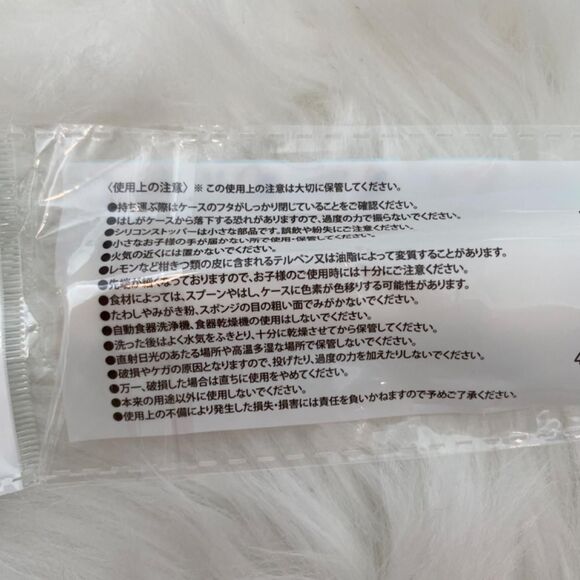 〈使用上の注意〉※この使用上の注意は大切に保管してください。
●持ち運ぶ際はケースのフタがしっかり閉じていることをご確認ください。
●はしがケースから落下する恐れがありますので、過度の力で振らないでください。
●シリコンストッパーは小さな部品です。誤飲や紛失にご注意ください。
●小さなお子様の手が届かない所で使用・保管してください。
●火気の近くには置かないでください。
●レモンなど柑きつ類の皮に含まれるテルペン又は油脂によって変質することがあります。
●先端が細くなっておりますので、お子様のご使用時には十分にご注意ください。
●食材によっては、スプーンやはし、ケースに色素が色移りする可能性があります。
●たわしやみがき粉、スポンジの目の粗い面でみがかないでください。
●自動食器洗浄機、食器乾燥機の使用はしないでください。
●洗った後はよく水気をふきとり、十分に乾燥させてから保管してください。
●直射日光のあたる場所や高温多湿な場所で保管しないでください。
●破損やケガの原因となりますので、投げたり、過度の力を加えたりしないでください。
●万一、破損した場合は直ちに使用をやめてください。
●本来の用途以外に使用しないでください。
●使用上の不備により発生した損失・損害には責任を負いかねますので予めご了承ください。
4